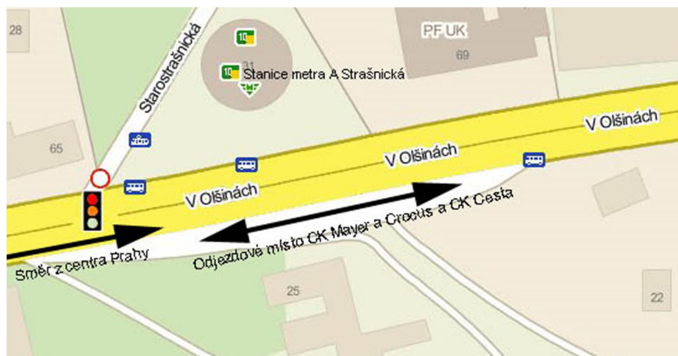 28
10
Starostrašnická
PF UK
69
31
10
Stanice metra A Strašnická
65
V Olšinách
V Olšinách
V Olšinách
Směr z centra Prahy
Odjezdové místo CK Mayer a Crocus a CK Cesta
25
22